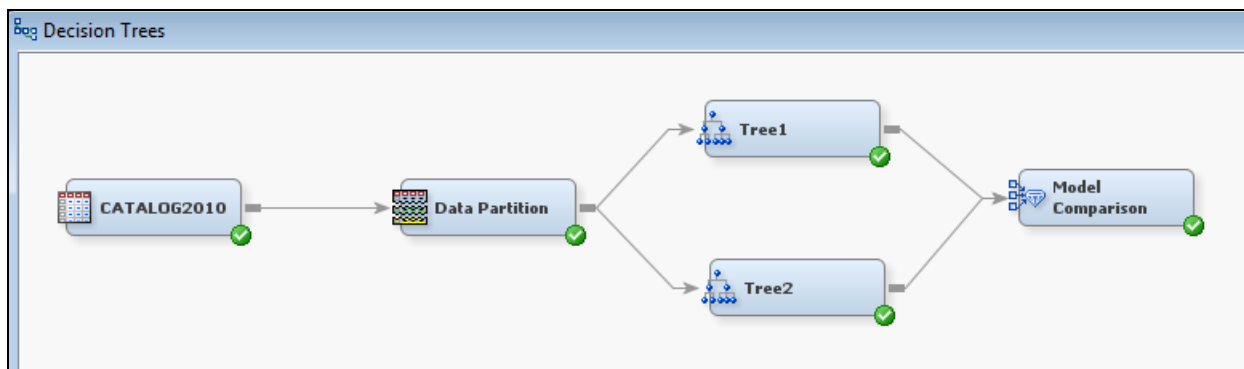 Decision Trees
CATALOG2010
Data Partition
Tree1
Tree2
Model
Comparison